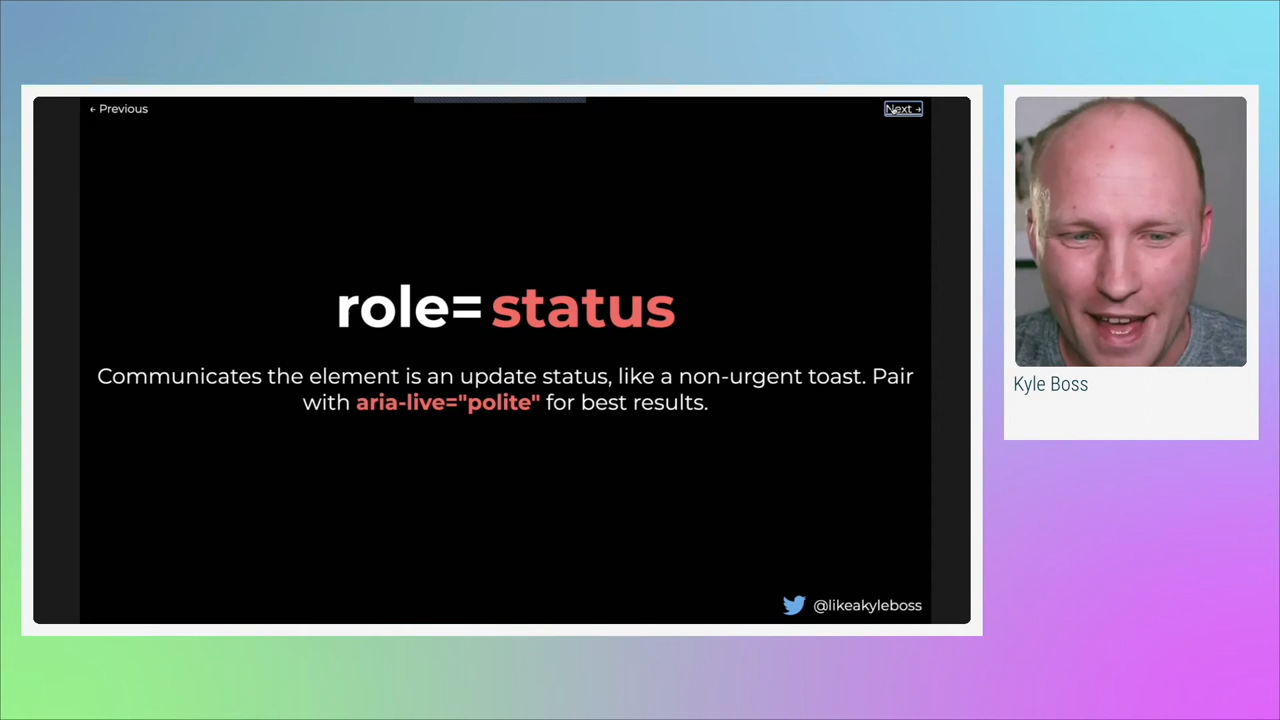 ← Previous
Next →
role=status
Communicates the element is an update status, like a non-urgent toast. Pair
with aria-live="polite" for best results.
@likeakyleboss
Kyle Boss